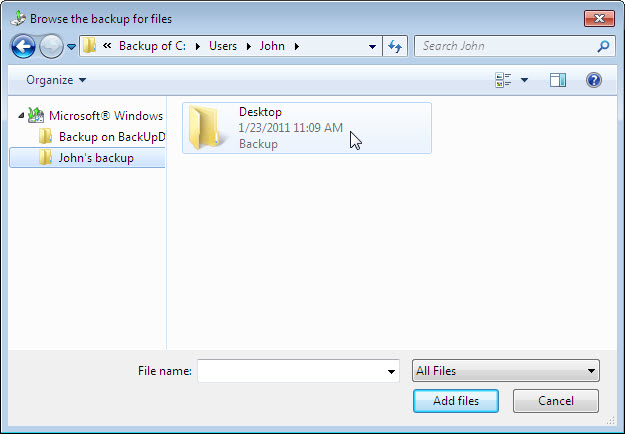 Browse the backup for files
« Backup of C: Users John
Search John
Organize
Microsoft® Windows
Backup on BackUpD
John's backup
Desktop
1/23/2011 11:09 AM
Backup
File name:
All Files
Add files
Cancel